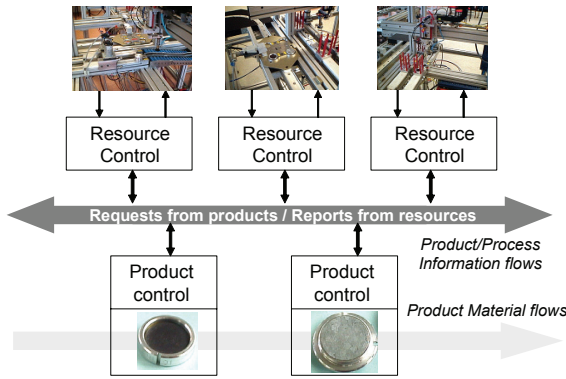 Resource
Control
Resource
Control
Resource
Control
Requests from products / Reports from resources
Product/Process
Information flows
Product
control
Product
control
Product Material flows